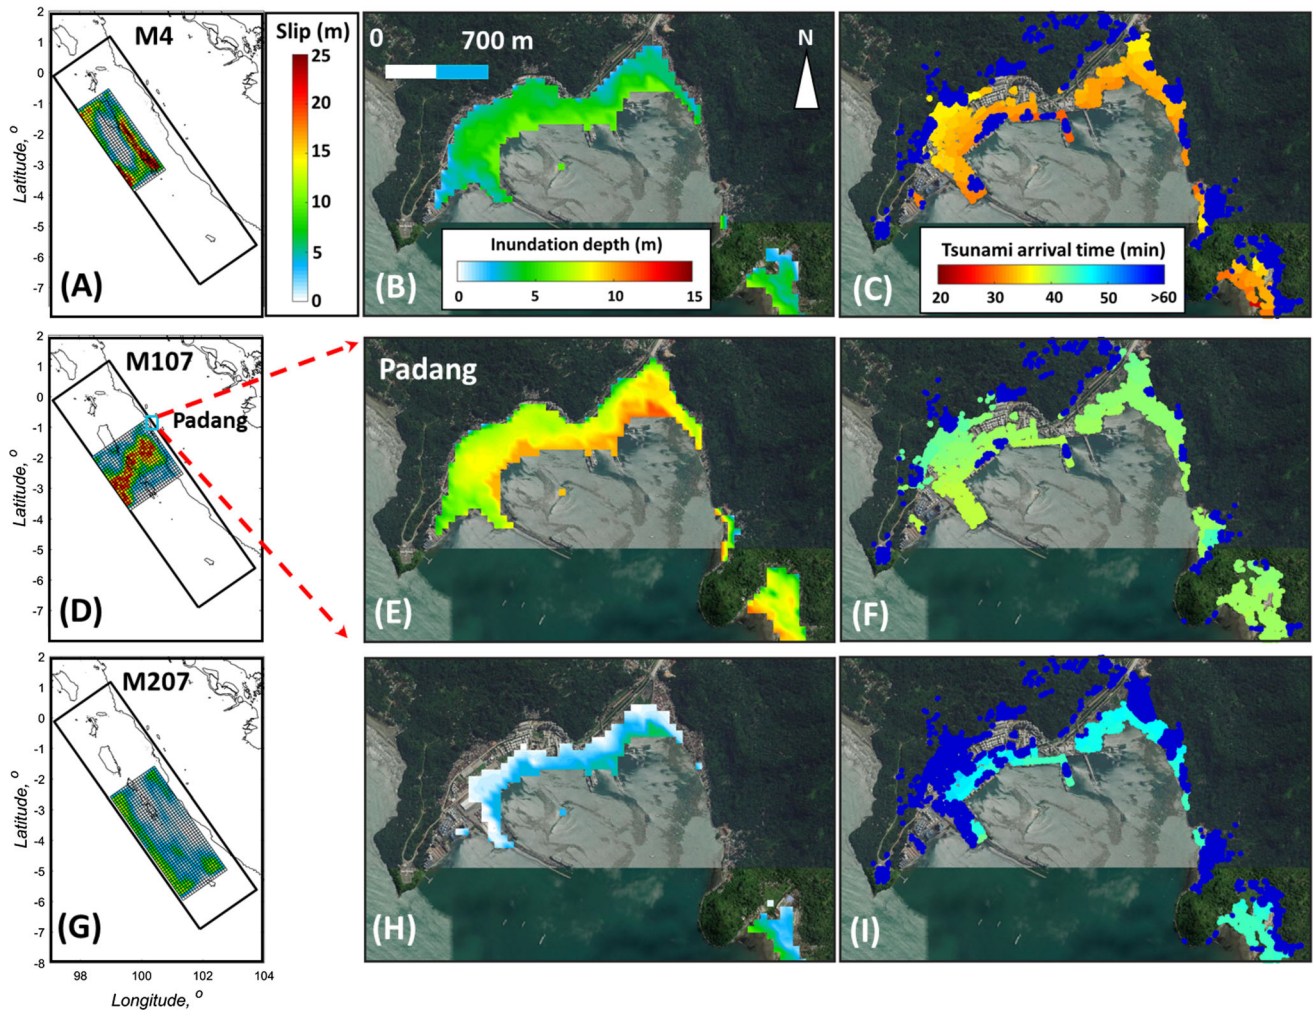 2
1
0
-1
-2
-3
-4
-5
-6
-7
Latitude, o
M4
(A)
Slip (m)
25
20
15
10
5
0
0 700 m
Inundation depth (m)
0 5 10 15
(B)
N
Tsunami arrival time (min)
20 30 40 50 >60
(C)
2
1
0
-1
-2
-3
-4
-5
-6
-7
Latitude, o
M107
Padang
(D)
Padang
(E)
(F)
2
1
0
-1
-2
-3
-4
-5
-6
-7
-8
Latitude, o
M207
(G)
98 100 102 104
Longitude, o
(H)
(I)